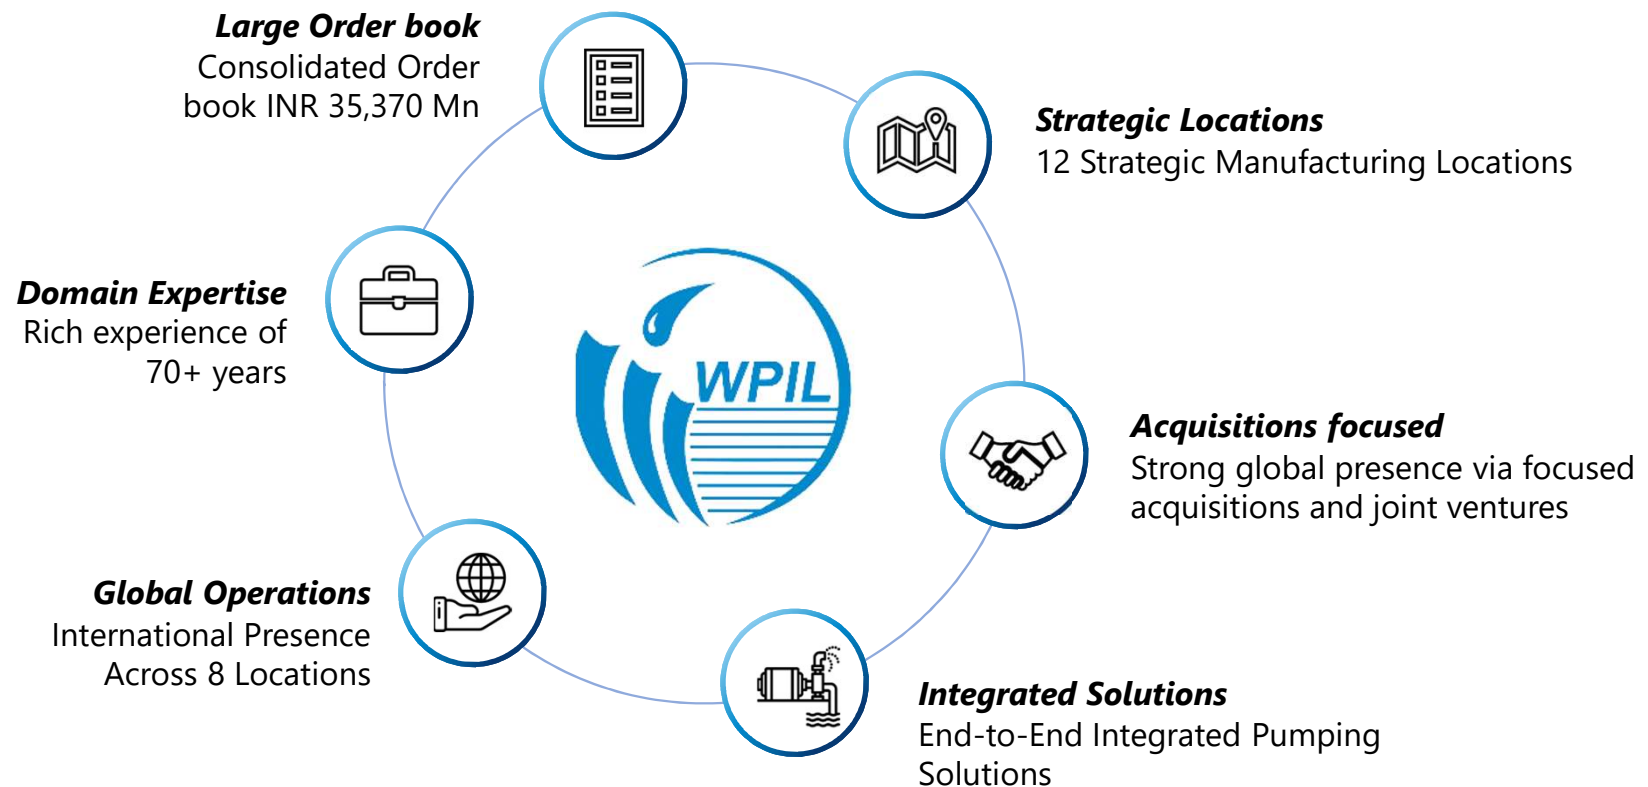 Large Order book
Consolidated Order
book INR 35,370 Mn
Strategic Locations
12 Strategic Manufacturing Locations
Domain Expertise
Rich experience of
70+ years
WPIL
Acquisitions focused
Strong global presence via focused
acquisitions and joint ventures
Global Operations
International Presence
Across 8 Locations
Integrated Solutions
End-to-End Integrated Pumping
Solutions